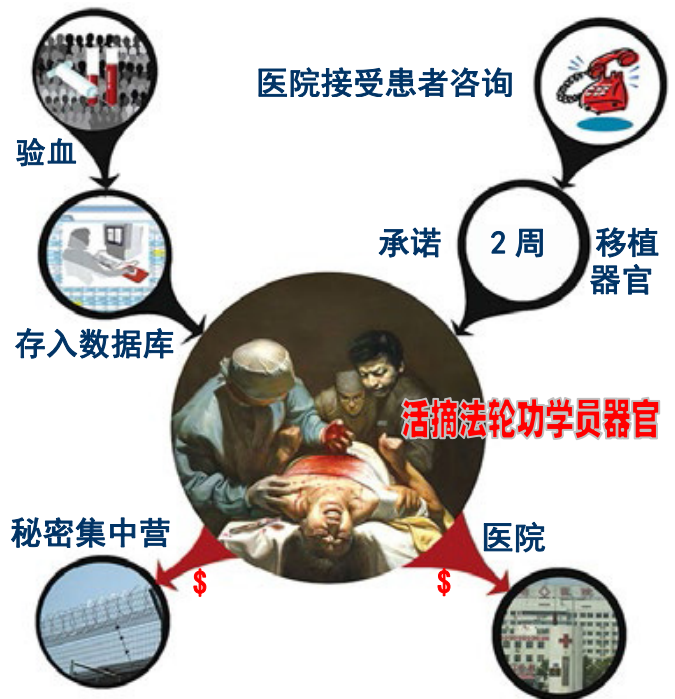 医院接受患者咨询
验血
承诺
2周
移植
器官
存入数据库
活摘法轮功学员器官
秘密集中营
医院
$
$